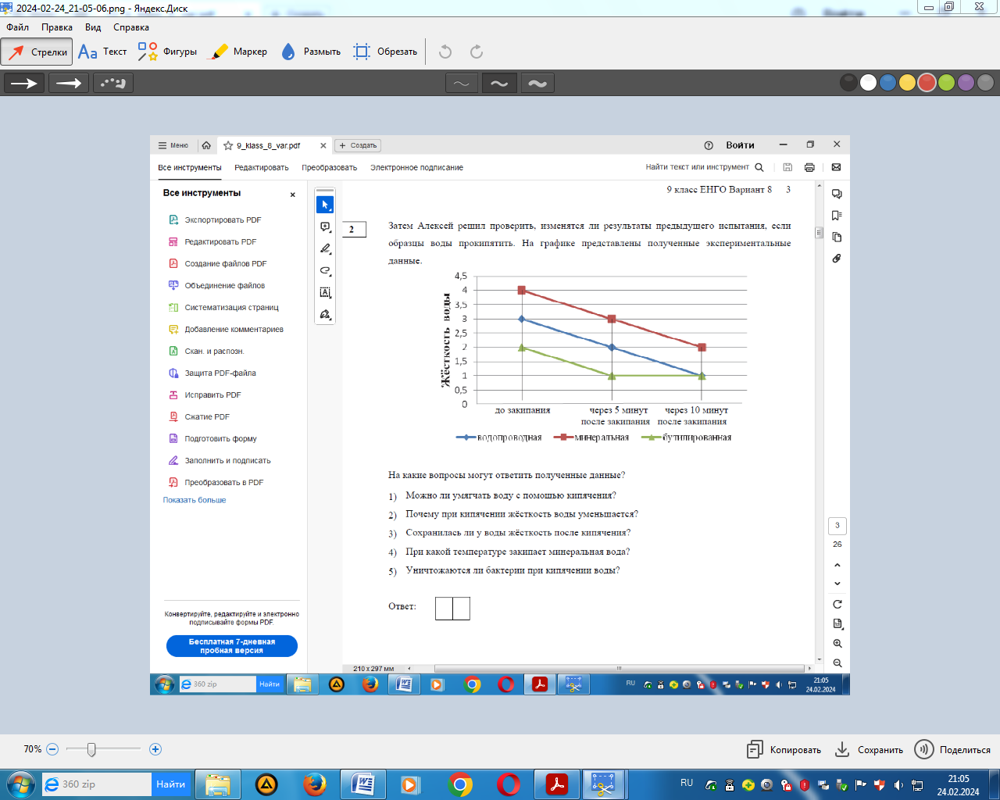 2024-02-24_21-05-06.png - Яндекс.Диск
Файл Правка Вид Справка
Стрелки Текст Фигуры Маркер Размыть Обрезать
Меню 9_klass_8_var.pdf Создать Войти
Все инструменты Редактировать Преобразовать Электронное подписание Найти текст или инструмент
Все инструменты
Экспортировать PDF
Редактировать PDF
Создание файлов PDF
Объединение файлов
Систематизация страниц
Добавление комментариев
Скан. и распозн.
Защита PDF-файла
Исправить PDF
Сжатие PDF
Подготовить форму
Заполнить и подписать
Преобразовать в PDF
Показать больше
Конвертируйте, редактируйте и электронно
подписывайте формы PDF.
Бесплатная 7-дневная
пробная версия
9 класс ЕНГО Вариант 8 3
2
Затем Алексей решил проверить, изменятся ли результаты предыдущего испытания, если
образцы воды прокипятить. На графике представлены полученные экспериментальные
данные.
Жёсткость воды
4,5
4
3,5
3
2,5
2
1,5
1
0,5
0
до закипания через 5 минут через 10 минут
после закипания после закипания
водопроводная минеральная бутилированная
На какие вопросы могут ответить полученные данные?
1) Можно ли умягчать воду с помощью кипячения?
2) Почему при кипячении жёсткость воды уменьшается?
3) Сохранилась ли у воды жёсткость после кипячения?
4) При какой температуре закипает минеральная вода?
5) Уничтожаются ли бактерии при кипячении воды?
Ответ:
3
26
210 x 297 мм
360 zip Найти RU 21:05
24.02.2024
70% Копировать Сохранить Поделиться
360 zip Найти RU 21:05
24.02.2024